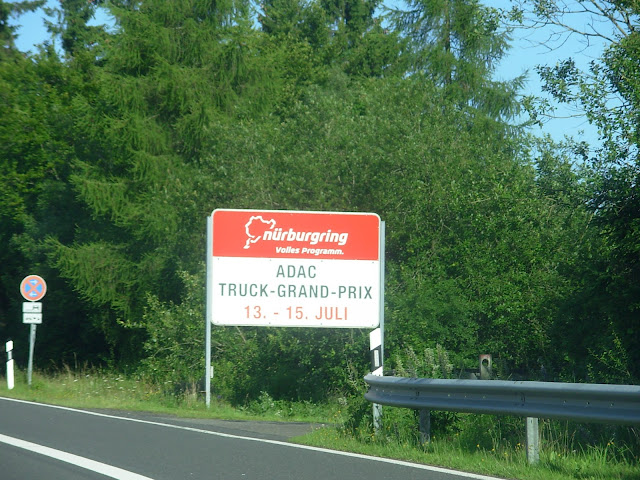 nürburgring
Volles Programm.
ADAC
TRUCK-GRAND-PRIX
13. - 15. JULI